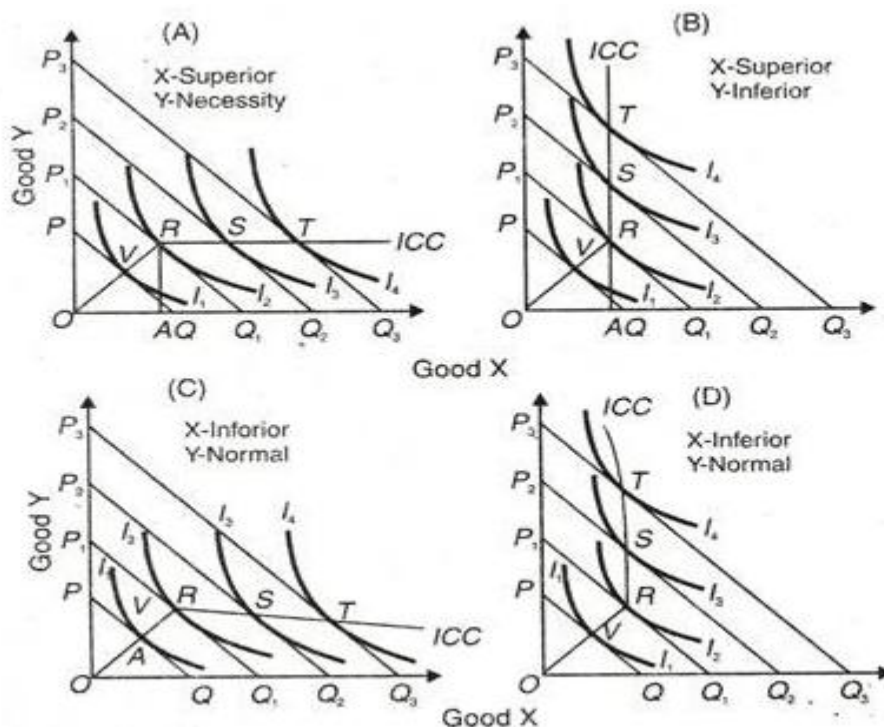 (A)
X-Superior
Y-Necessity
Good Y
P₃
P₂
P₁
P
R
S
T
V
ICC
I₁
I₂
I₃
I₄
O
A
Q
Q₁
Q₂
Q₃
(B)
ICC
X-Superior
Y-Inferior
P₃
P₂
P₁
P
T
S
R
V
I₄
I₃
I₂
I₁
O
A
Q
Q₁
Q₂
Q₃
Good X
(C)
X-Inforior
Y-Normal
Good Y
P₃
P₂
P₁
P
I₁
I₂
I₃
I₄
V
R
S
T
A
ICC
O
Q
Q₁
Q₂
Q₃
(D)
ICC
X-Inferior
Y-Normal
P₃
P₂
P₁
P
I₁
T
S
R
V
I₄
I₃
I₂
I₁
O
Q
Q₁
Q₂
Q₃
Good X